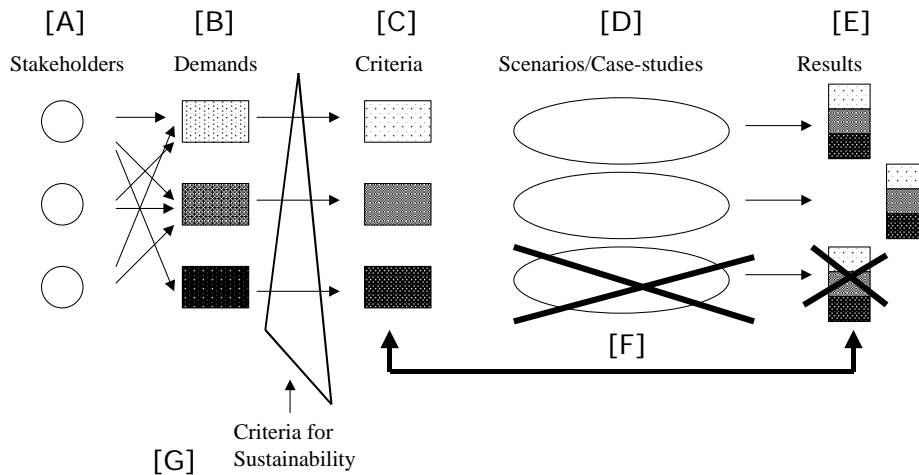 [A] [B] [C] [D] [E]
Stakeholders Demands Criteria Scenarios/Case-studies Results
[F]
Criteria for
Sustainability
[G]